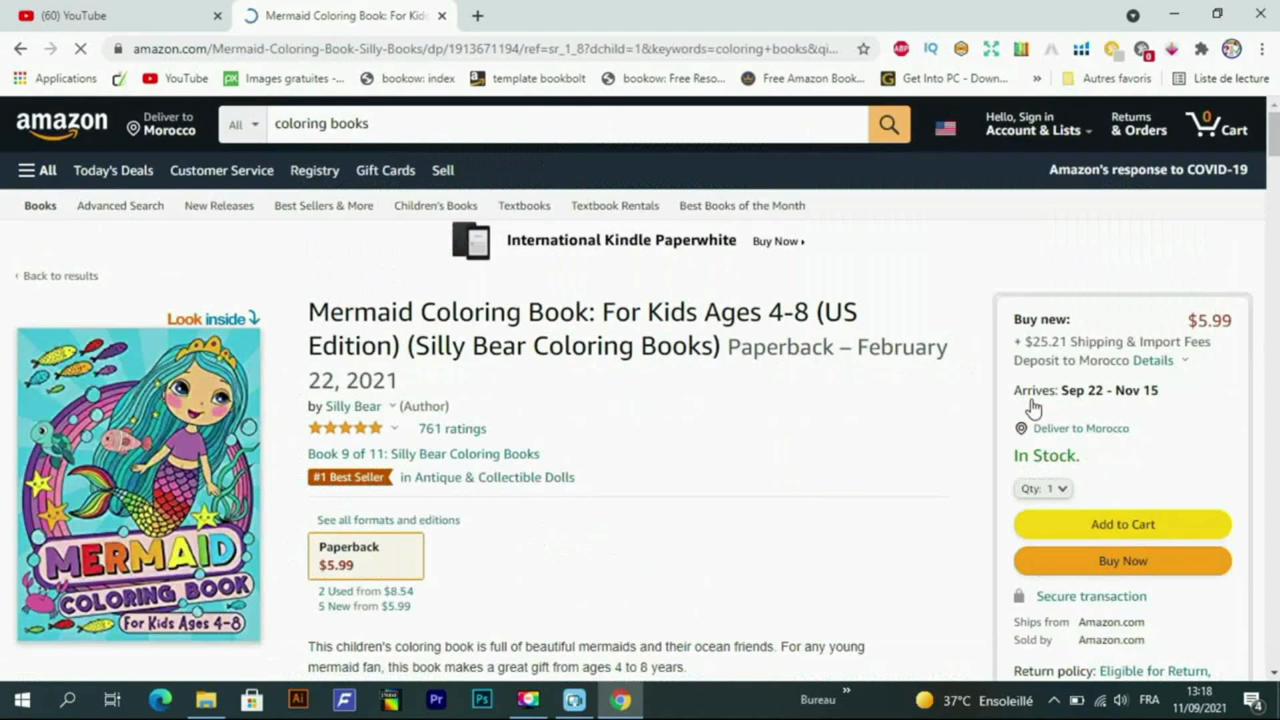 (60) YouTube
Mermaid Coloring Book: For Kids
amazon.com/Mermaid-Coloring-Book-Silly-Books/dp/1913671194/ref=sr_1_8?dchild=1&keywords=coloring+books&qi...
ABP
IQ
Applications
YouTube
Images gratuites -...
bookow: index
template bookbolt
bookow: Free Reso...
Free Amazon Book...
Get Into PC - Down...
»
Autres favoris
Liste de lecture
amazon
Deliver to
Morocco
All
coloring books
Hello, Sign in
Account & Lists
Returns
& Orders
0
Cart
All
Today's Deals
Customer Service
Registry
Gift Cards
Sell
Amazon's response to COVID-19
Books
Advanced Search
New Releases
Best Sellers & More
Children's Books
Textbooks
Textbook Rentals
Best Books of the Month
International Kindle Paperwhite
Buy Now
‹ Back to results
Look inside
MERMAID
COLORING BOOK
For Kids Ages 4-8
Mermaid Coloring Book: For Kids Ages 4-8 (US
Edition) (Silly Bear Coloring Books) Paperback – February
22, 2021
by Silly Bear (Author)
761 ratings
Book 9 of 11: Silly Bear Coloring Books
#1 Best Seller in Antique & Collectible Dolls
See all formats and editions
Paperback
$5.99
2 Used from $8.54
5 New from $5.99
This children's coloring book is full of beautiful mermaids and their ocean friends. For any young
mermaid fan, this book makes a great gift from ages 4 to 8 years.
Buy new: $5.99
+ $25.21 Shipping & Import Fees
Deposit to Morocco Details
Arrives: Sep 22 - Nov 15
Deliver to Morocco
In Stock.
Qty: 1
Add to Cart
Buy Now
Secure transaction
Ships from Amazon.com
Sold by Amazon.com
Return policy: Eligible for Return,
Ai
Pr
Ps
Bureau
»
37°C Ensoleillé
FRA
13:18
11/09/2021
4